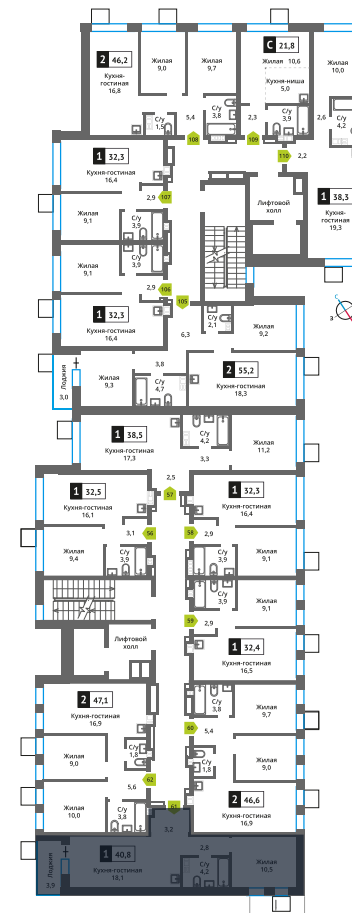 2 46,2
Кухня-
гостиная
16,8
Жилая
9,0
Жилая
9,7
С 21,8
Жилая 10,6
Кухня-ниша
5,0
Жилая
10,0
С/у
1,5
5,4
С/у
3,8
2,3
С/у
3,9
2,6
С/у
4,2
108
109
110
2,2
1 32,3
Кухня-гостиная
16,4
2,9
107
Жилая
9,1
С/у
3,9
Лифтовой
холл
1 38,3
Кухня-
гостиная
19,3
Жилая
9,1
С/у
3,9
2,9
106
105
1 32,3
Кухня-гостиная
16,4
6,3
С/у
2,1
Жилая
9,2
З
С
Лоджия
3,0
Жилая
9,3
3,8
С/у
4,7
2 55,2
Кухня-гостиная
18,3
1 38,5
Кухня-гостиная
17,3
С/у
4,2
3,3
Жилая
11,2
2,5
57
1 32,5
Кухня-гостиная
16,1
1 32,3
Кухня-гостиная
16,4
3,1
56
58
2,9
Жилая
9,4
С/у
3,9
С/у
3,9
Жилая
9,1
С/у
3,9
Жилая
9,1
59
2,9
Лифтовой
холл
1 32,4
Кухня-гостиная
16,5
2 47,1
Кухня-гостиная
16,9
С/у
3,8
Жилая
9,7
60
5,4
Жилая
9,0
С/у
1,8
С/у
1,8
Жилая
9,0
62
5,6
Жилая
10,0
С/у
3,8
2 46,6
Кухня-гостиная
16,9
61
3,2
Лоджия
3,9
1 40,8
Кухня-гостиная
18,1
2,8
С/у
4,2
Жилая
10,5